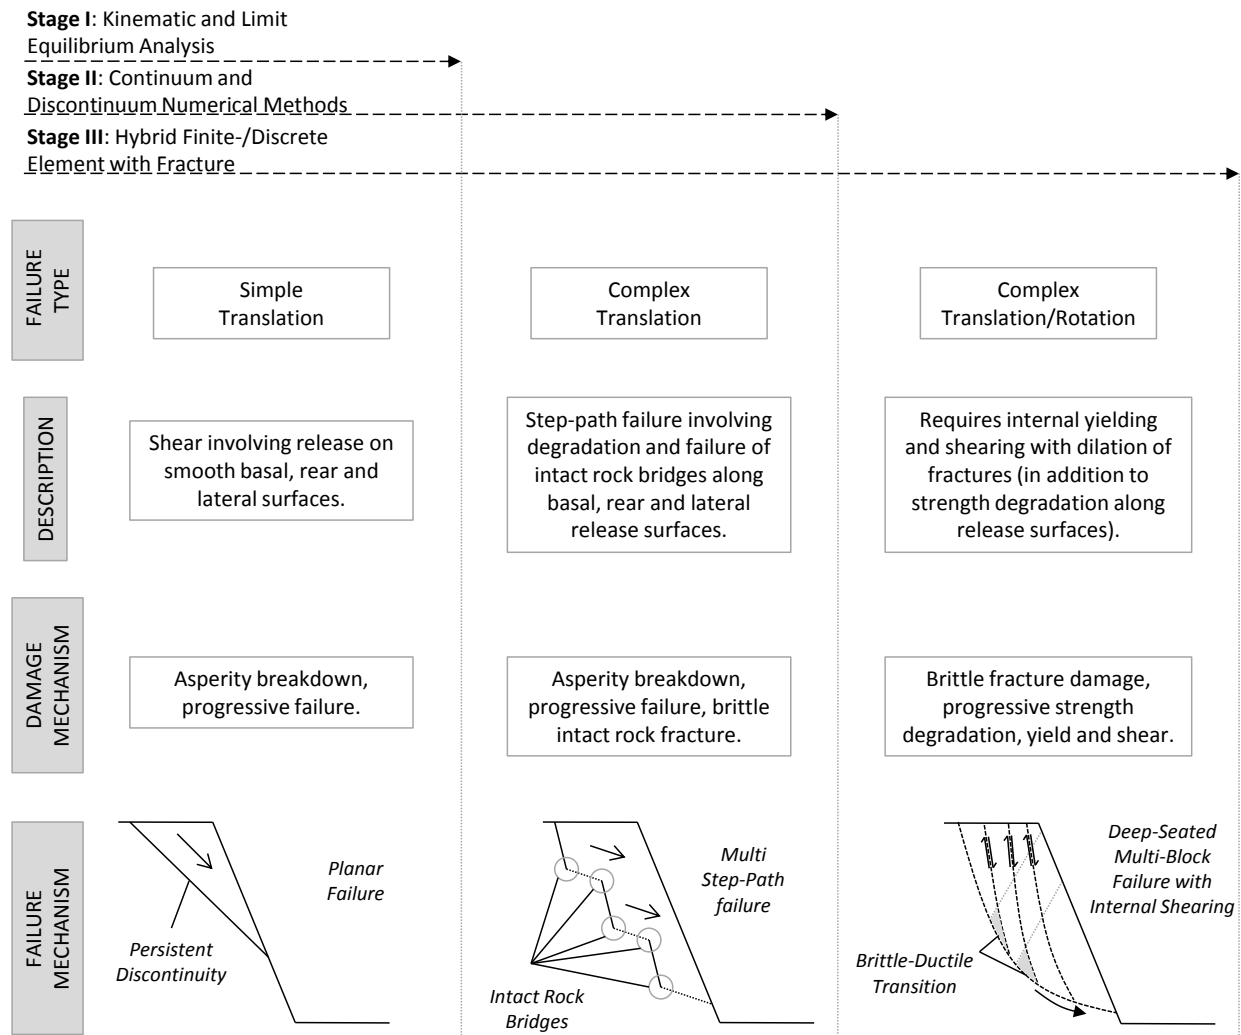 Stage I: Kinematic and Limit
Equilibrium Analysis
Stage II: Continuum and
Discontinuum Numerical Methods
Stage III: Hybrid Finite-/Discrete
Element with Fracture
FAILURE
TYPE
Simple
Translation
Complex
Translation
Complex
Translation/Rotation
DESCRIPTION
Shear involving release on
smooth basal, rear and
lateral surfaces.
Step-path failure involving
degradation and failure of
intact rock bridges along
basal, rear and lateral
release surfaces.
Requires internal yielding
and shearing with dilation of
fractures (in addition to
strength degradation along
release surfaces).
DAMAGE
MECHANISM
Asperity breakdown,
progressive failure.
Asperity breakdown,
progressive failure, brittle
intact rock fracture.
Brittle fracture damage,
progressive strength
degradation, yield and shear.
FAILURE
MECHANISM
Planar
Failure
Persistent
Discontinuity
Multi
Step-Path
failure
Intact Rock
Bridges
Deep-Seated
Multi-Block
Failure with
Internal Shearing
Brittle-Ductile
Transition